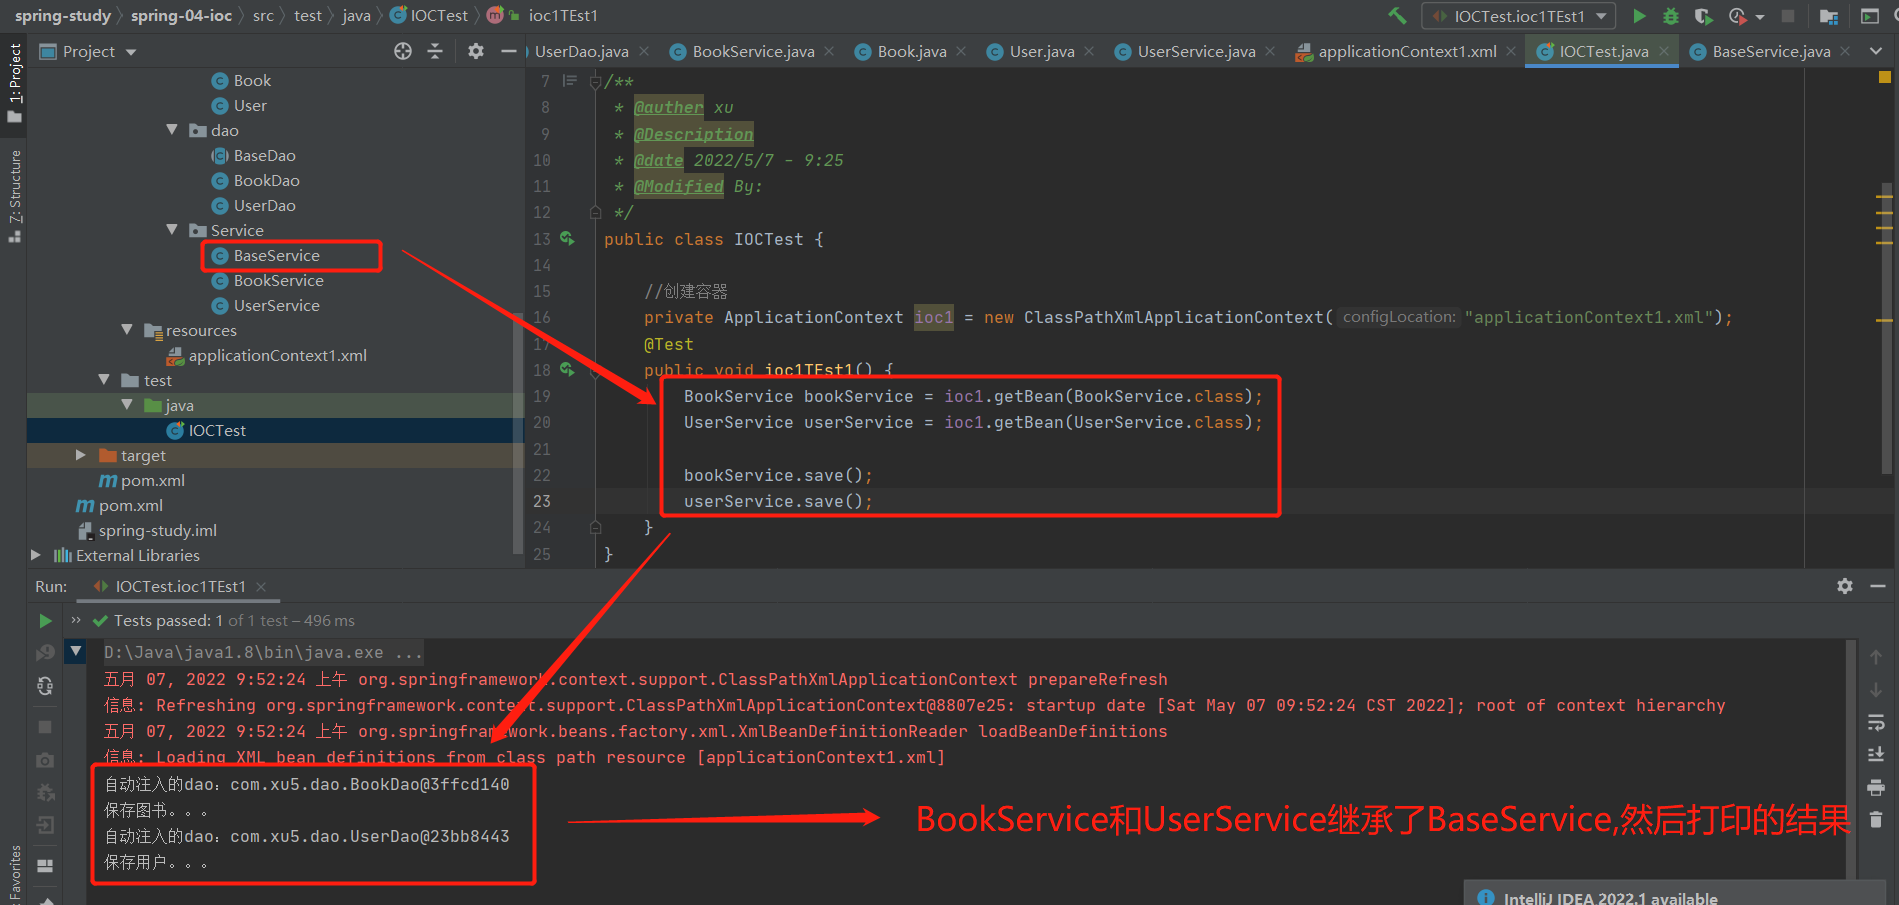 spring-study 〉 spring-04-ioc 〉 src 〉 test 〉 java 〉 IOCTest 〉 ioc1TEst1
IOCTest.ioc1TEst1
Project
UserDao.java
BookService.java
Book.java
User.java
UserService.java
applicationContext1.xml
IOCTest.java
BaseService.java
1: Project
7: Structure
Favorites
Book
User
dao
BaseDao
BookDao
UserDao
Service
BaseService
BookService
UserService
resources
applicationContext1.xml
test
java
IOCTest
target
pom.xml
pom.xml
spring-study.iml
External Libraries
7 /**
8 * @auther xu
9 * @Description
10 * @date 2022/5/7 - 9:25
11 * @Modified By:
12 */
13 public class IOCTest {
14
15 //创建容器
16 private ApplicationContext ioc1 = new ClassPathXmlApplicationContext( configLocation: "applicationContext1.xml");
17 @Test
18 public void ioc1TEst1() {
19 BookService bookService = ioc1.getBean(BookService.class);
20 UserService userService = ioc1.getBean(UserService.class);
21
22 bookService.save();
23 userService.save();
24 }
25 }
Run: IOCTest.ioc1TEst1
Tests passed: 1 of 1 test – 496 ms
D:\Java\java1.8\bin\java.exe ...
五月 07, 2022 9:52:24 上午 org.springframework.context.support.ClassPathXmlApplicationContext prepareRefresh
信息: Refreshing org.springframework.context.support.ClassPathXmlApplicationContext@8807e25: startup date [Sat May 07 09:52:24 CST 2022]; root of context hierarchy
五月 07, 2022 9:52:24 上午 org.springframework.beans.factory.xml.XmlBeanDefinitionReader loadBeanDefinitions
信息: Loading XML bean definitions from class path resource [applicationContext1.xml]
自动注入的dao：com.xu5.dao.BookDao@3ffcd140
保存图书。。。
自动注入的dao：com.xu5.dao.UserDao@23bb8443
保存用户。。。
BookService和UserService继承了BaseService,然后打印的结果
IntelliJ IDEA 2022.1 available